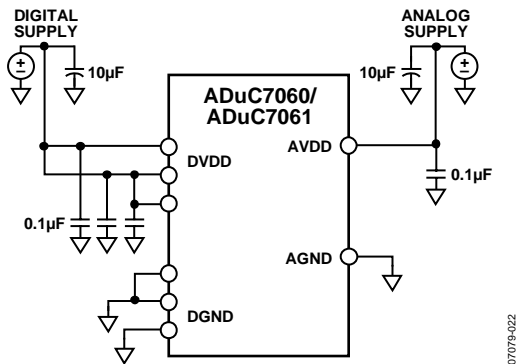 DIGITAL
SUPPLY
10µF
ANALOG
SUPPLY
10µF
ADuC7060/
ADuC7061
DVDD
AVDD
0.1µF
0.1µF
AGND
DGND
07079-022